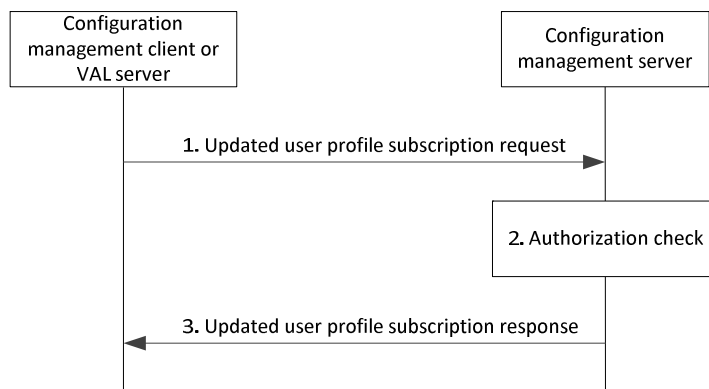 Configuration
management client or
VAL server
Configuration
management server
1. Updated user profile subscription request
2. Authorization check
3. Updated user profile subscription response